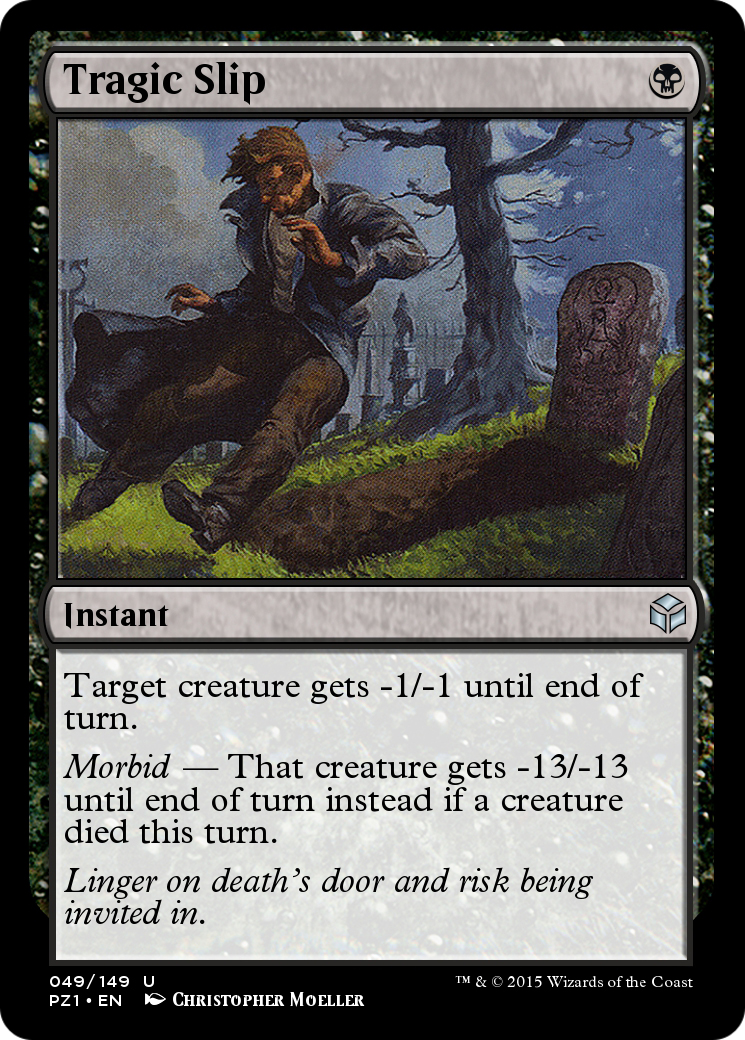 Tragic Slip
Instant
Target creature gets -1/-1 until end of
turn.
Morbid — That creature gets -13/-13
until end of turn instead if a creature
died this turn.
Linger on death's door and risk being
invited in.
049/149 U
™ & © 2015 Wizards of the Coast
PZ1 • EN Christopher Moeller